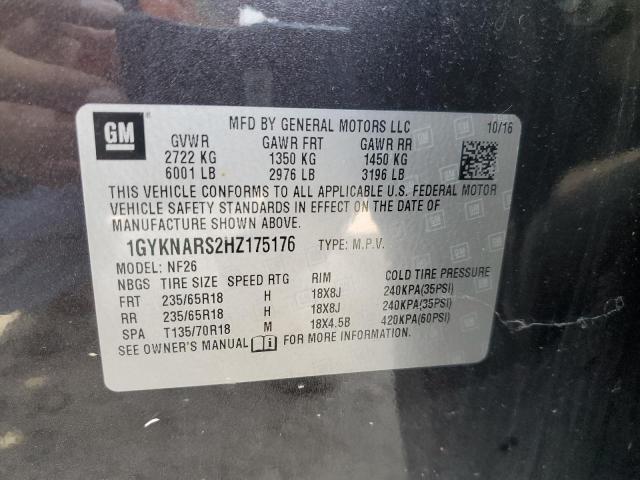 GM
MFD BY GENERAL MOTORS LLC 10/16
GVWR GAWR FRT GAWR RR
2722 KG 1350 KG 1450 KG
6001 LB 2976 LB 3196 LB
THIS VEHICLE CONFORMS TO ALL APPLICABLE U.S. FEDERAL MOTOR
VEHICLE SAFETY STANDARDS IN EFFECT ON THE DATE OF
MANUFACTURE SHOWN ABOVE.
1GYKNARS2HZ175176 TYPE: M.P.V.
MODEL: NF26
NBGS TIRE SIZE SPEED RTG RIM COLD TIRE PRESSURE
FRT 235/65R18 H 18X8J 240KPA(35PSI)
RR 235/65R18 H 18X8J 240KPA(35PSI)
SPA T135/70R18 M 18X4.5B 420KPA(60PSI)
SEE OWNER'S MANUAL FOR MORE INFORMATION.